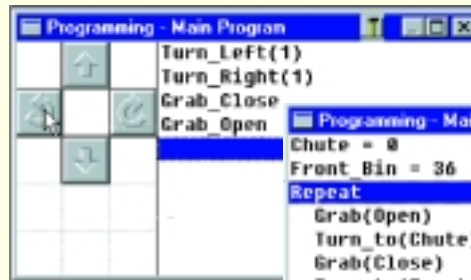 Programming - Main Program
Turn_Left(1)
Turn_Right(1)
Grab_Close
Grab_Open
Programming - Mai
Chute = 0
Front_Bin = 36
Repeat
Grab(Open)
Turn_to(Chute)
Grab(Close)